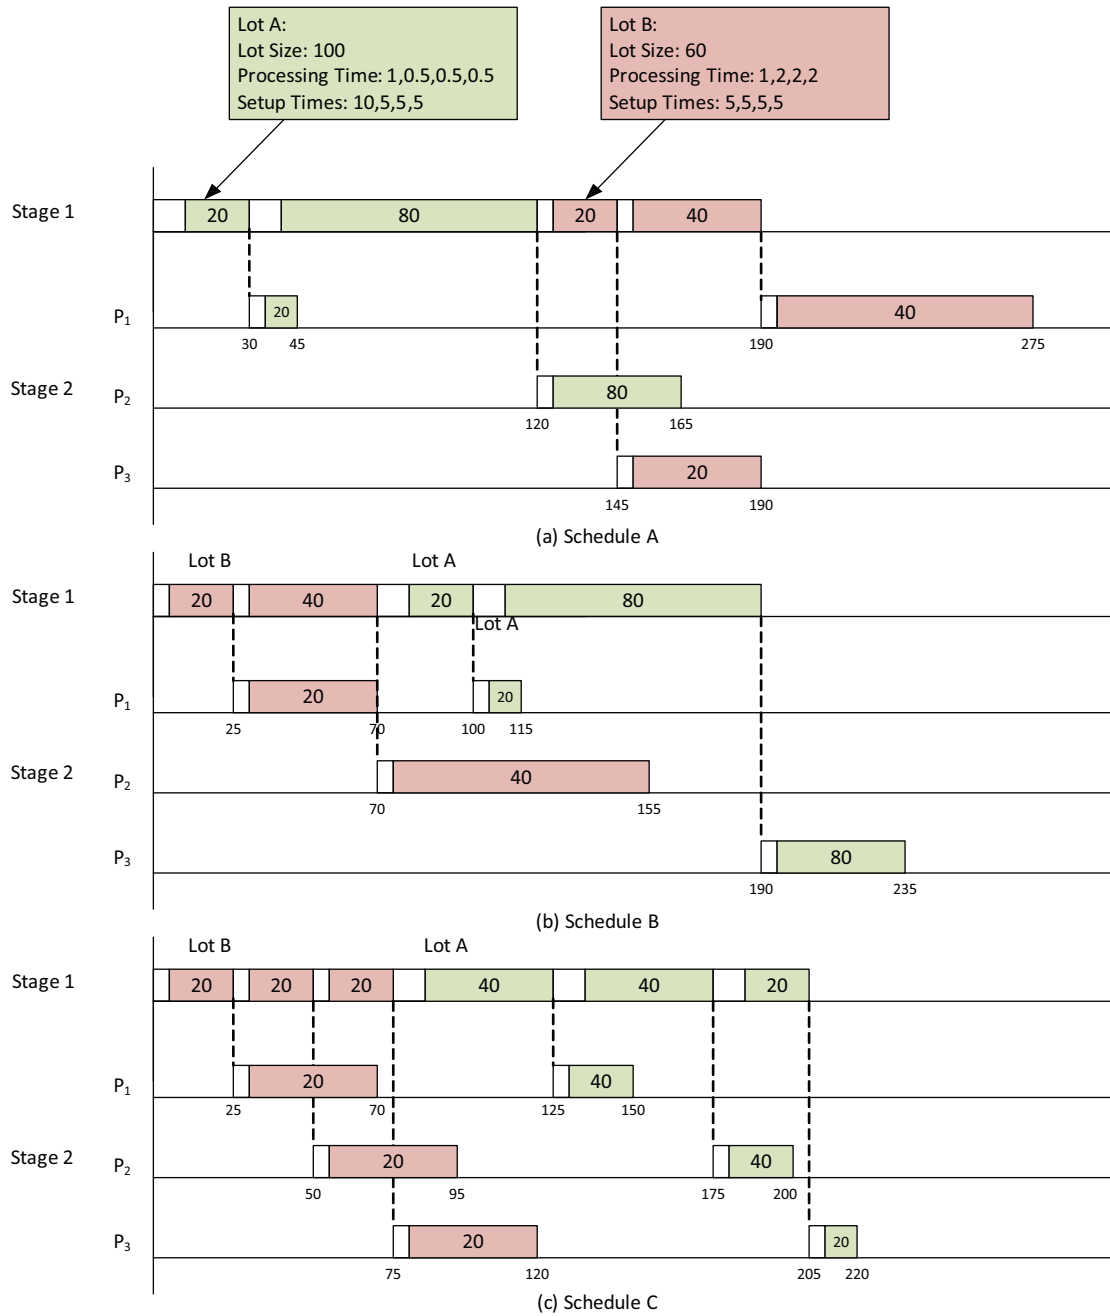 Lot A:
Lot Size: 100
Processing Time: 1,0.5,0.5,0.5
Setup Times: 10,5,5,5
Lot B:
Lot Size: 60
Processing Time: 1,2,2,2
Setup Times: 5,5,5,5
Stage 1
20
80
20
40
P1
20
40
30
45
190
275
Stage 2
P2
80
120
165
P3
20
145
190
(a) Schedule A
Lot B
Lot A
Stage 1
20
40
20
80
Lot A
P1
20
20
25
70
100
115
Stage 2
P2
40
70
155
P3
80
190
235
(b) Schedule B
Lot B
Lot A
Stage 1
20
20
20
40
40
20
P1
20
40
25
70
125
150
Stage 2
P2
20
40
50
95
175
200
P3
20
20
75
120
205
220
(c) Schedule C